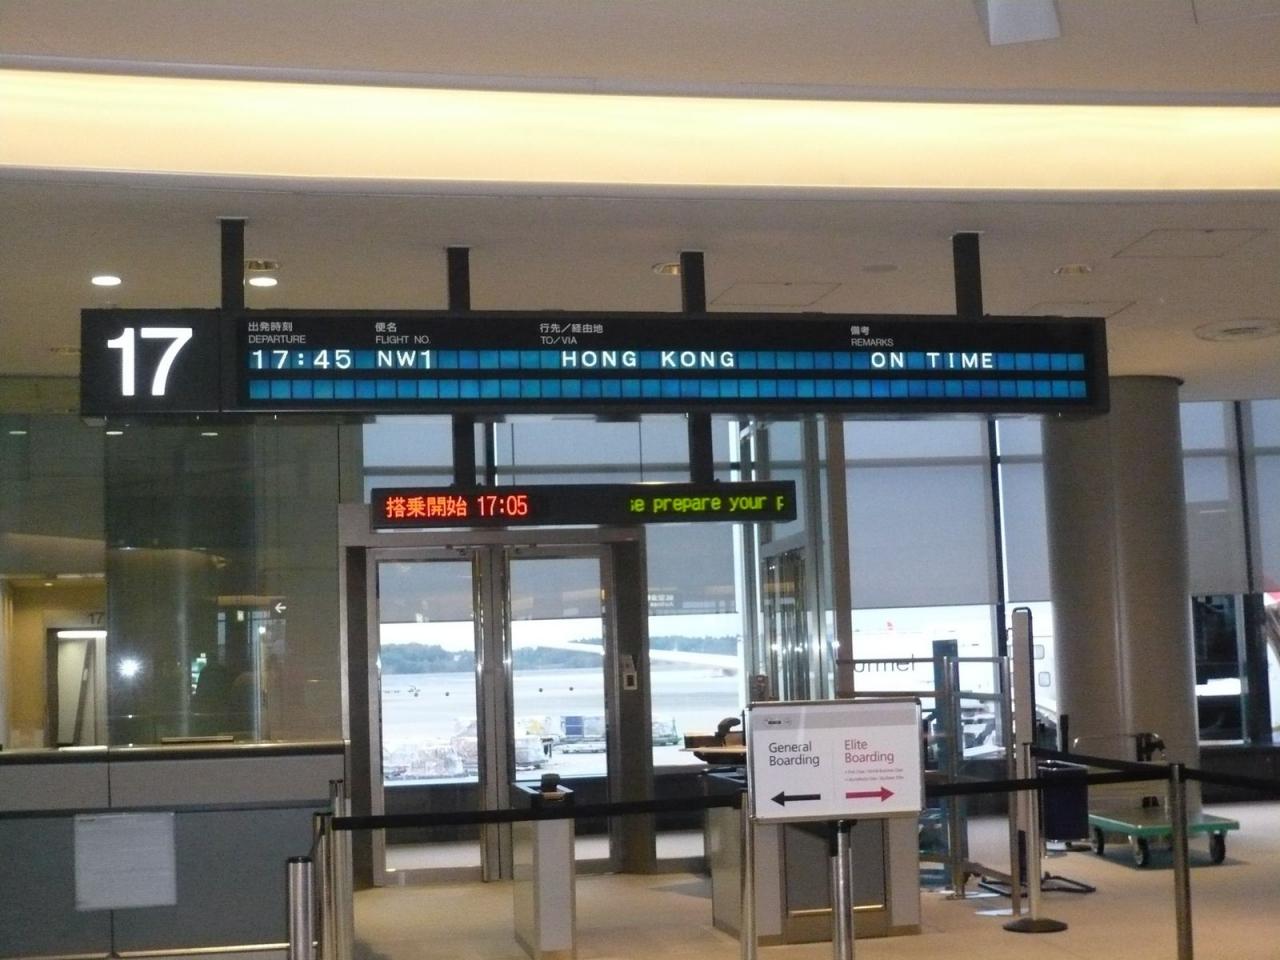 17
出発時刻 便名 行先／経由地 備考
DEPARTURE FLIGHT NO. TO/VIA REMARKS
17:45 NW1 HONG KONG ON TIME
搭乗開始 17:05 se prepare your p
17
←
ormet
General Boarding
Elite Boarding